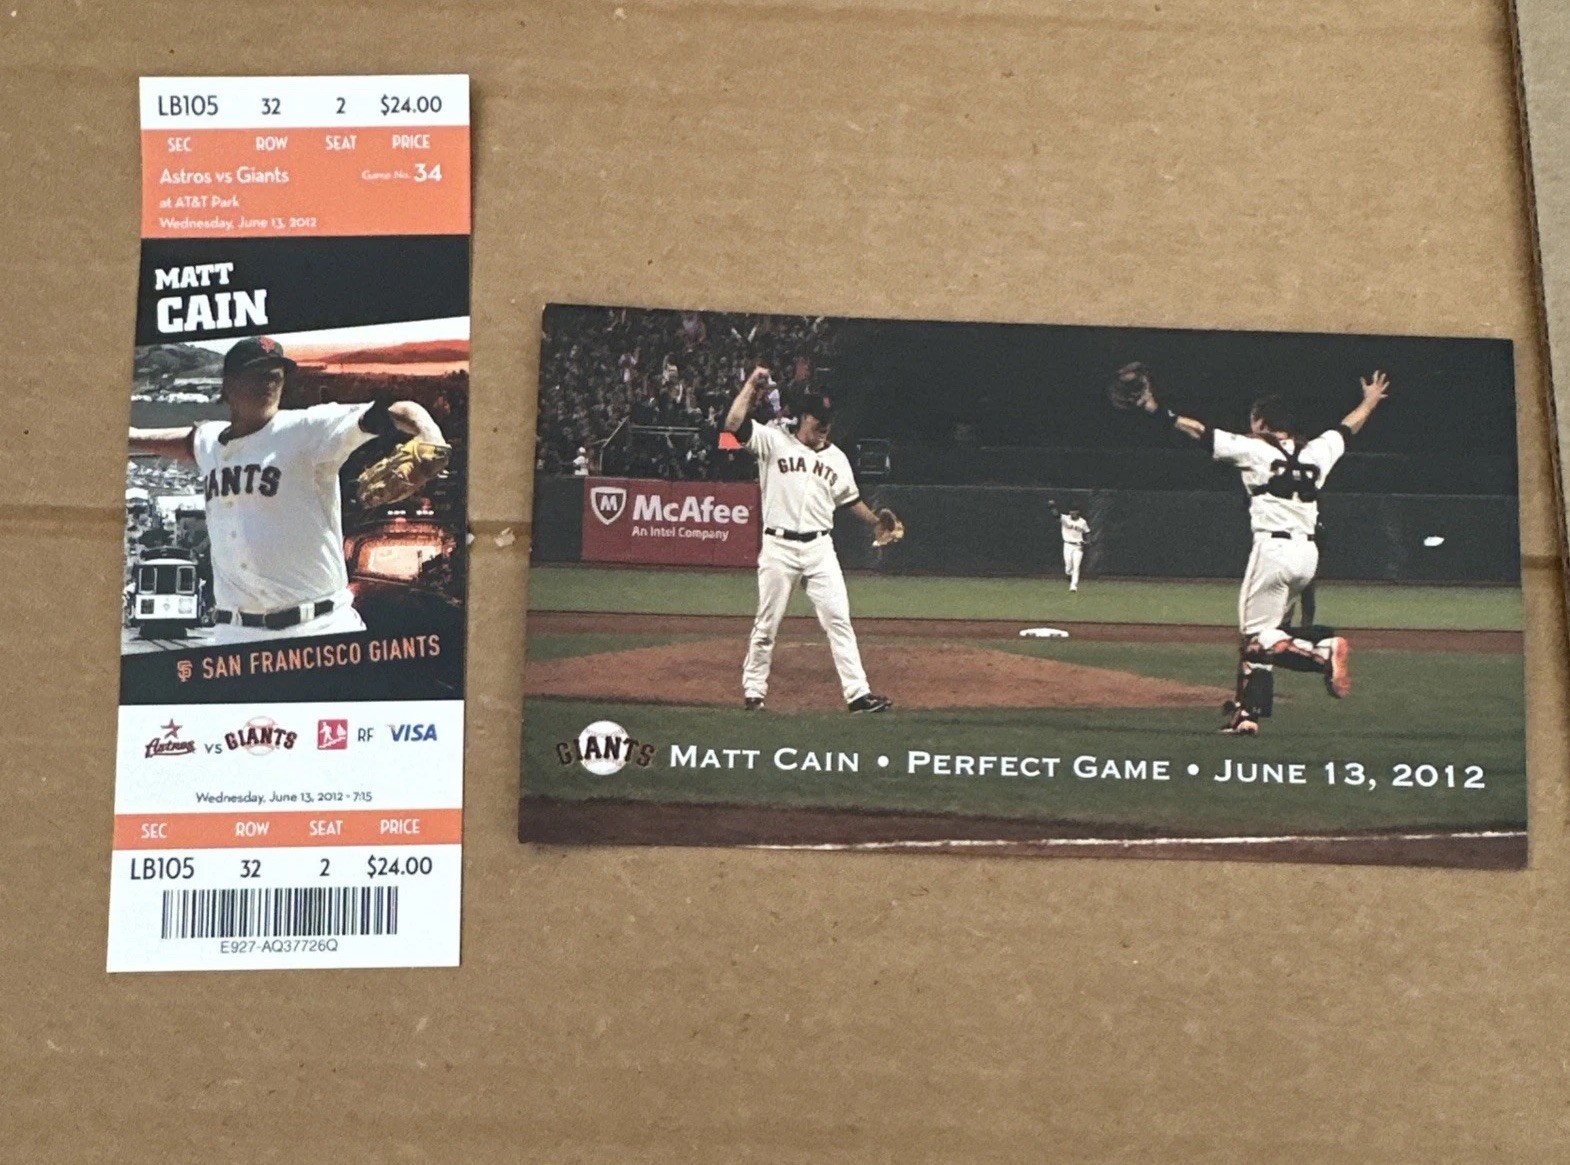 LB105 32 2 $24.00
SEC ROW SEAT PRICE
Astros vs Giants Game No. 34
at AT&T Park
Wednesday, June 13, 2012
MATT
CAIN
GIANTS
SAN FRANCISCO GIANTS
Astros vs GIANTS RF VISA
Wednesday, June 13, 2012 • 7:15
SEC ROW SEAT PRICE
LB105 32 2 $24.00
E927-AQ37726Q
GIANTS
M McAfee
An Intel Company
GIANTS MATT CAIN • PERFECT GAME • JUNE 13, 2012